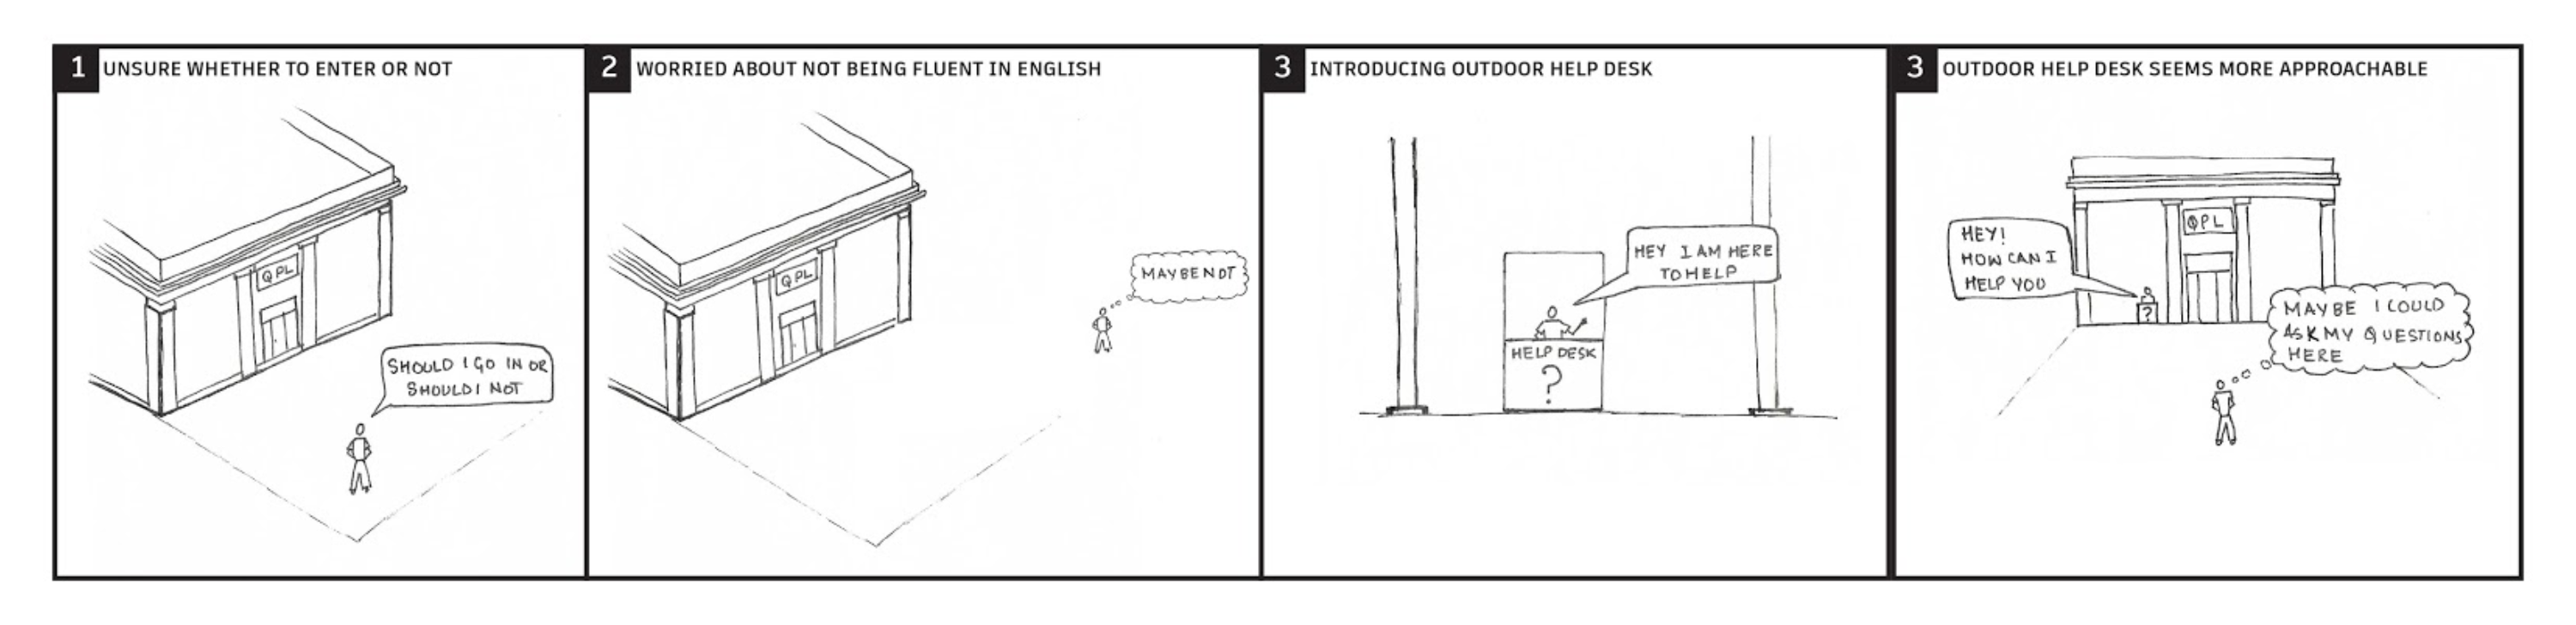 1 UNSURE WHETHER TO ENTER OR NOT
QPL
SHOULD I GO IN OR
SHOULD I NOT
2 WORRIED ABOUT NOT BEING FLUENT IN ENGLISH
QPL
MAYBE NOT
3 INTRODUCING OUTDOOR HELP DESK
HEY I AM HERE
TO HELP
HELP DESK
?
3 OUTDOOR HELP DESK SEEMS MORE APPROACHABLE
QPL
HEY!
HOW CAN I
HELP YOU
?
MAYBE I COULD
ASK MY QUESTIONS
HERE